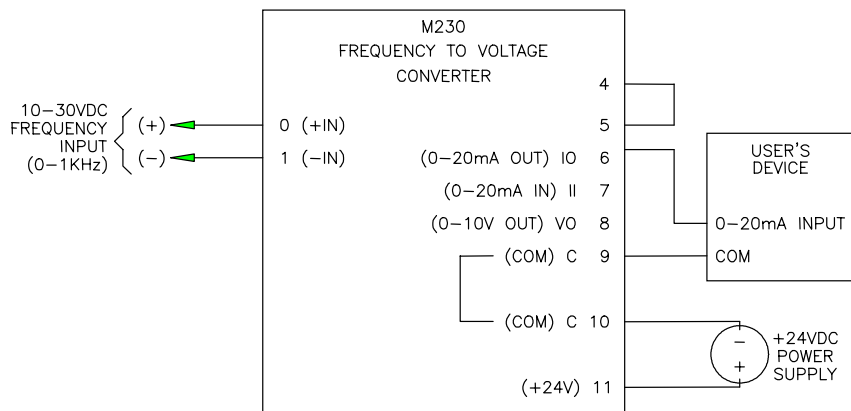 M230
FREQUENCY TO VOLTAGE
CONVERTER
10-30VDC
FREQUENCY
INPUT
(0-1KHz)
(+)
(-)
0 (+IN)
1 (-IN)
4
5
(0-20mA OUT) IO 6
(0-20mA IN) II 7
(0-10V OUT) VO 8
(COM) C 9
(COM) C 10
(+24V) 11
USER'S
DEVICE
0-20mA INPUT
COM
-
+
+24VDC
POWER
SUPPLY